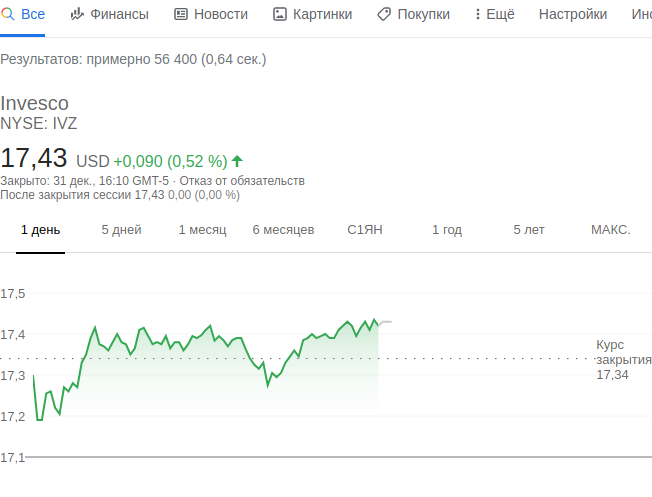 Все Финансы Новости Картинки Покупки Ещё Настройки Инс
Результатов: примерно 56 400 (0,64 сек.)
Invesco
NYSE: IVZ
17,43 USD +0,090 (0,52 %)
Закрыто: 31 дек., 16:10 GMT-5 · Отказ от обязательств
После закрытия сессии 17,43 0,00 (0,00 %)
1 день 5 дней 1 месяц 6 месяцев С1ЯН 1 год 5 лет МАКС.
17,5
17,4
17,3
17,2
17,1
Курс
закрытия
17,34